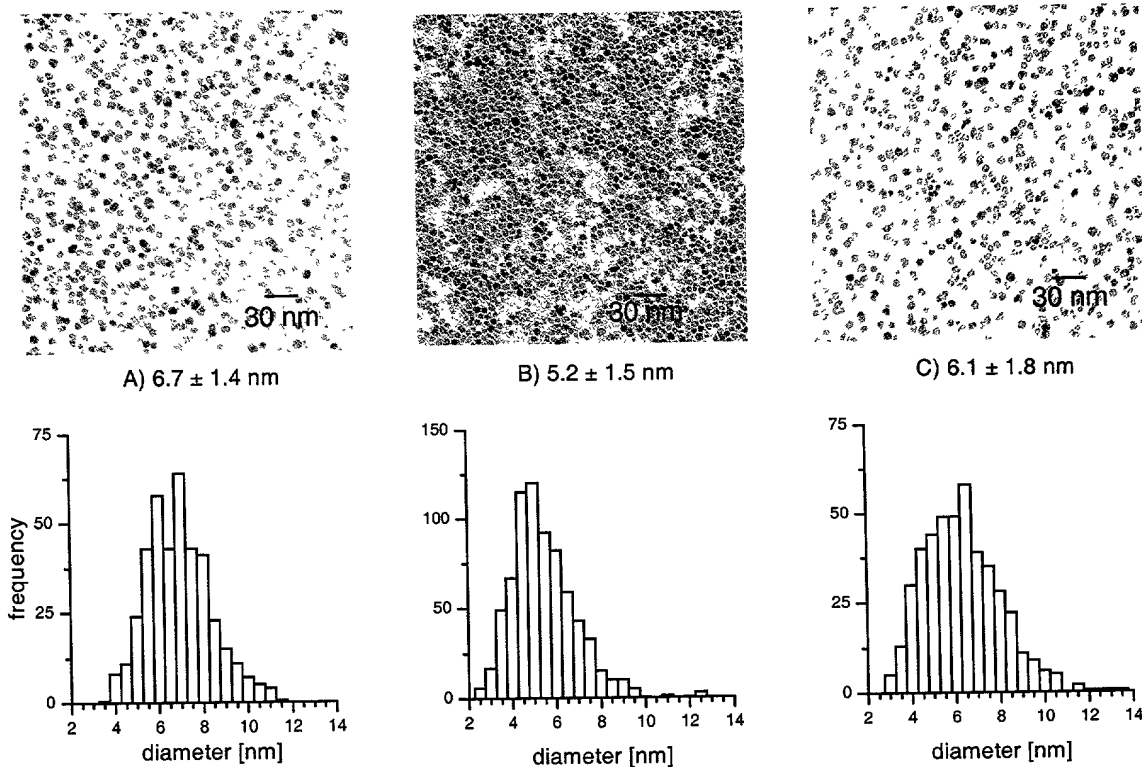 30 nm
30 nm
30 nm
A) 6.7 ± 1.4 nm
B) 5.2 ± 1.5 nm
C) 6.1 ± 1.8 nm
75
50
25
0
frequency
2 4 6 8 10 12 14
diameter [nm]
150
100
50
0
2 4 6 8 10 12 14
diameter [nm]
75
50
25
0
2 4 6 8 10 12 14
diameter [nm]